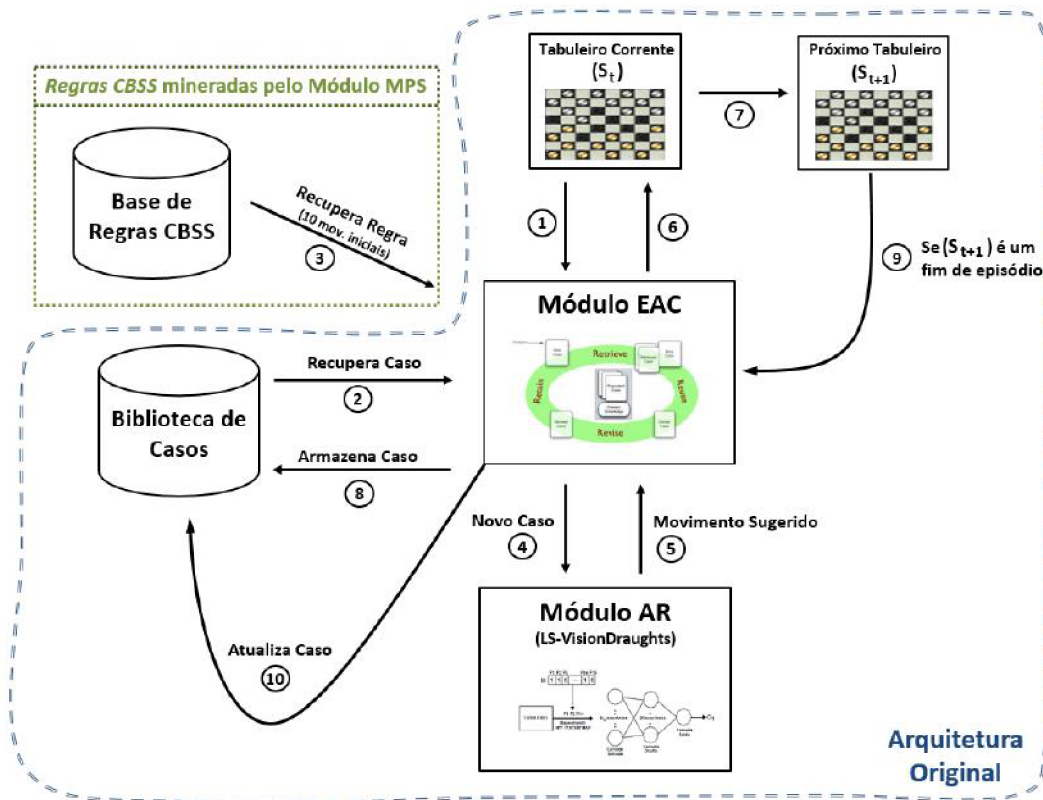 Regras CBSS mineradas pelo Módulo MPS
Base de
Regras CBSS
Recupera Regra
(10 mov. iniciais)
3
Tabuleiro Corrente
(St)
7
Próximo Tabuleiro
(St+1)
1
6
9
Se (St+1) é um
fim de episódio
Módulo EAC
Retrieve
Reuse
Revise
Retain
Recupera Caso
2
Biblioteca de
Casos
Armazena Caso
8
Novo Caso
4
Movimento Sugerido
5
Módulo AR
(LS-VisionDraughts)
Atualiza Caso
10
Arquitetura
Original